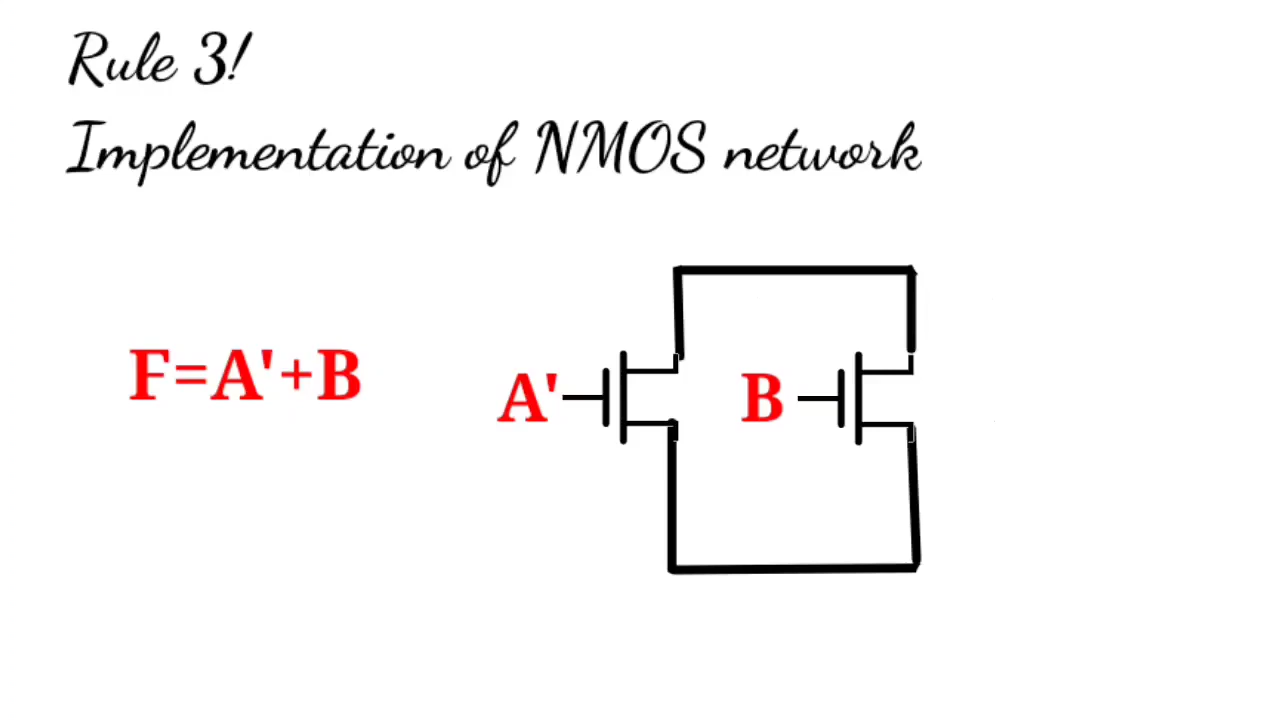 Rule 3!
Implementation of NMOS network
F=A'+B
A'
B